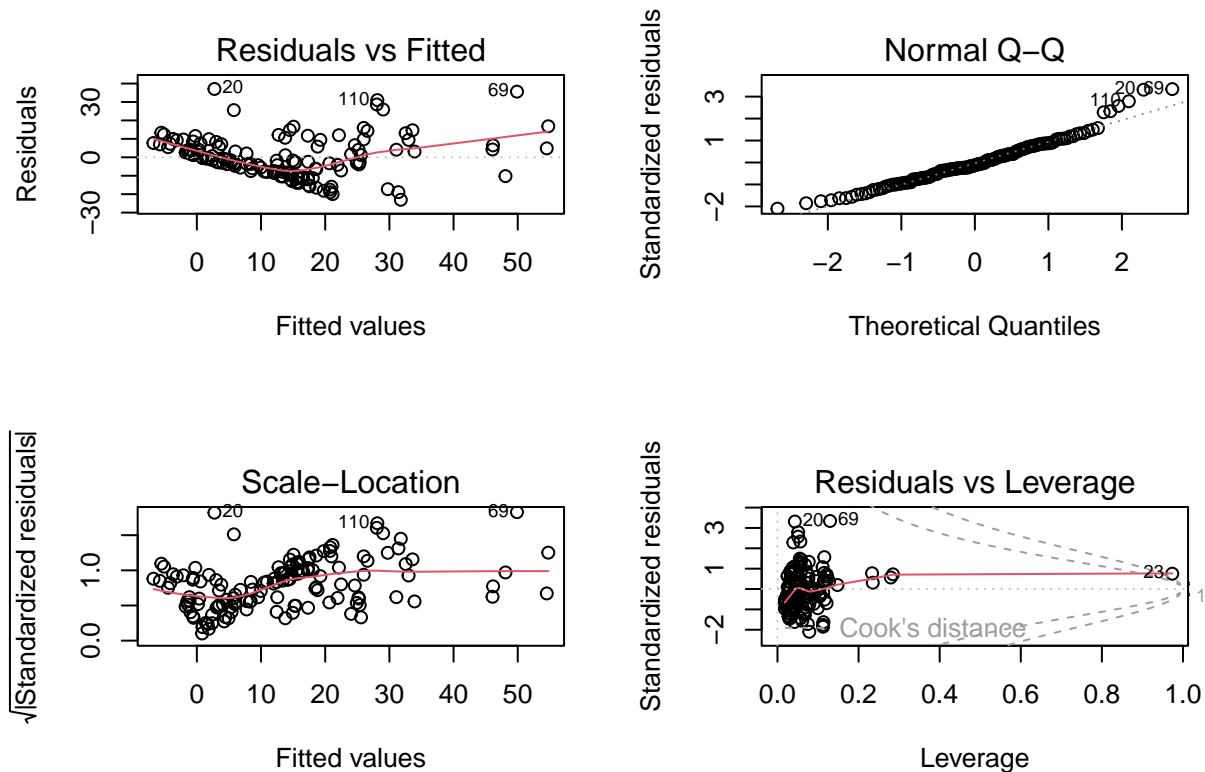 Residuals vs Fitted
Residuals
30
0
−30
20
110
69
0 10 20 30 40 50
Fitted values
Normal Q−Q
Standardized residuals
3
1
−2
110
20 69
−2 −1 0 1 2
Theoretical Quantiles
Scale−Location
√|Standardized residuals|
1.0
0.0
20
110
69
0 10 20 30 40 50
Fitted values
Residuals vs Leverage
Standardized residuals
3
1
−2
20 69
23
1
Cook's distance
0.0 0.2 0.4 0.6 0.8 1.0
Leverage